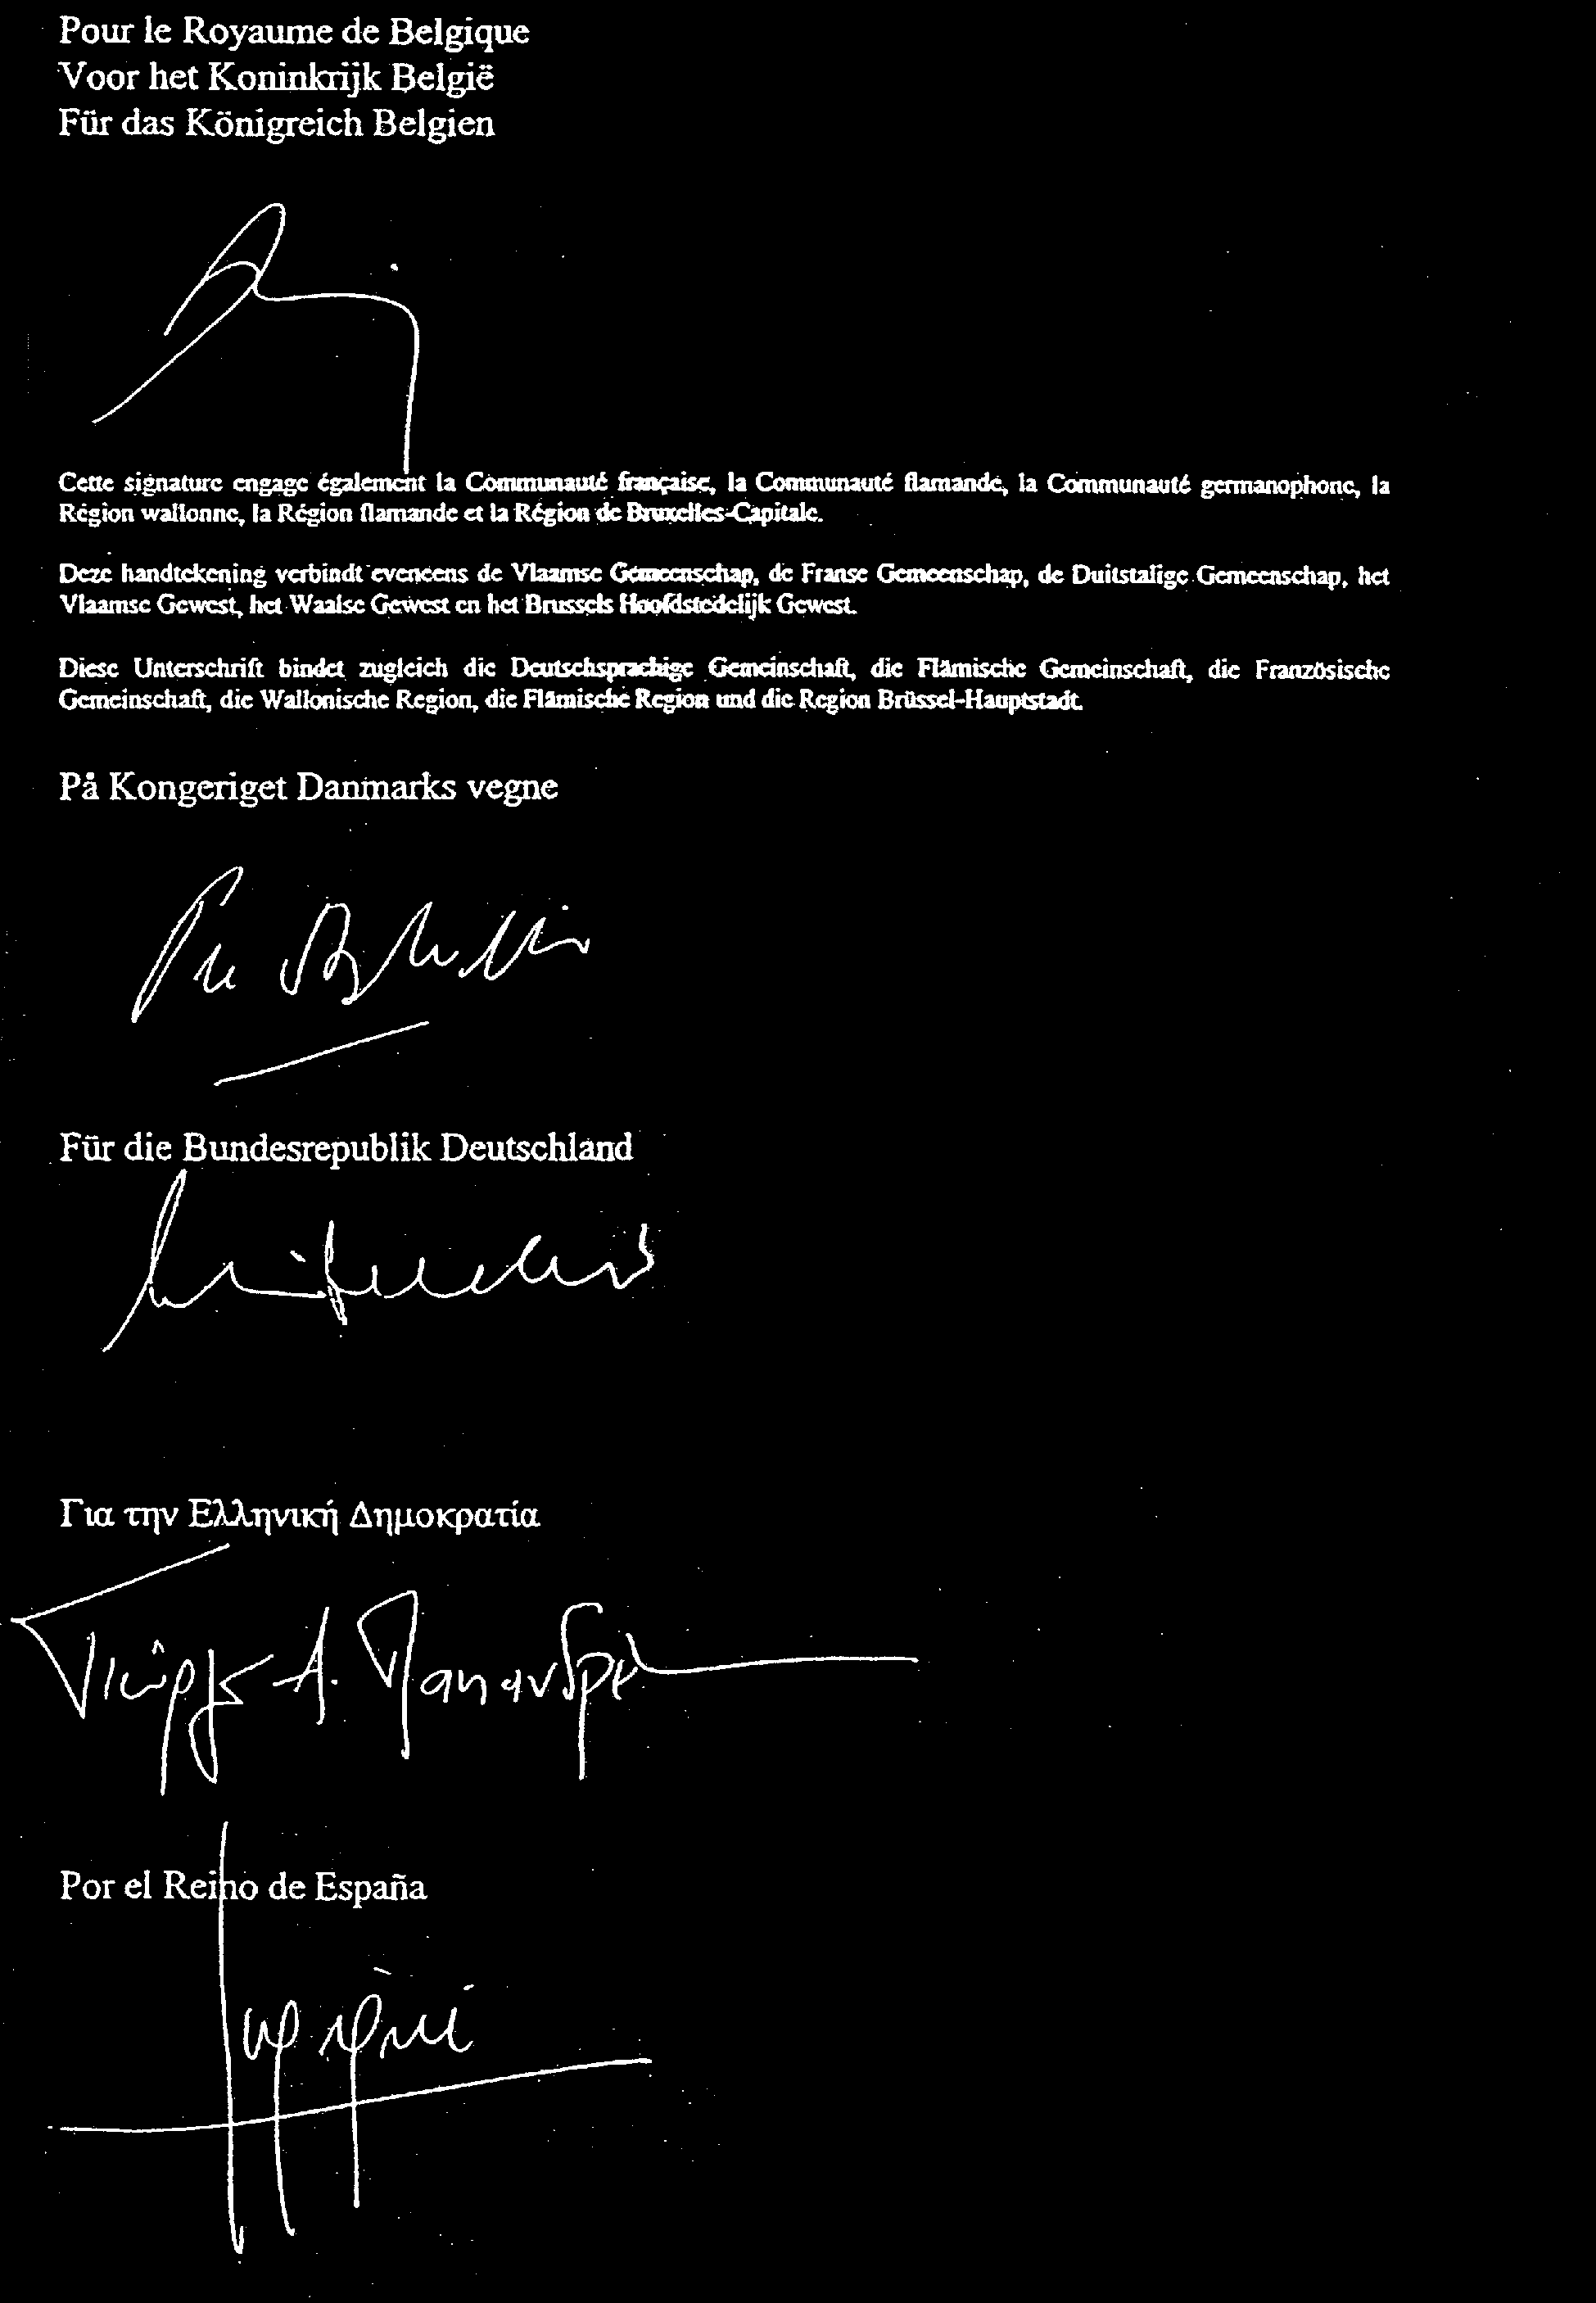 Pour le Royaume de Belgique
Voor het Koninkrijk België
Für das Königreich Belgien
Cette signature engage également la Communauté française, la Communauté flamande, la Communauté germanophone, la
Région wallonne, la Région flamande et la Région de Bruxelles-Capitale.
Deze handtekening verbindt eveneens de Vlaamse Gemeenschap, de Franse Gemeenschap, de Duitstalige Gemeenschap, het
Vlaamse Gewest, het Waalse Gewest en het Brussels Hoofdstedelijk Gewest.
Diese Unterschrift bindet zugleich die Deutschsprachige Gemeinschaft, die Flämische Gemeinschaft, die Französische
Gemeinschaft, die Wallonische Region, die Flämische Region und die Region Brüssel-Hauptstadt.
På Kongeriget Danmarks vegne
Für die Bundesrepublik Deutschland
Για την Ελληνική Δημοκρατία
Α.
Por el Reino de España